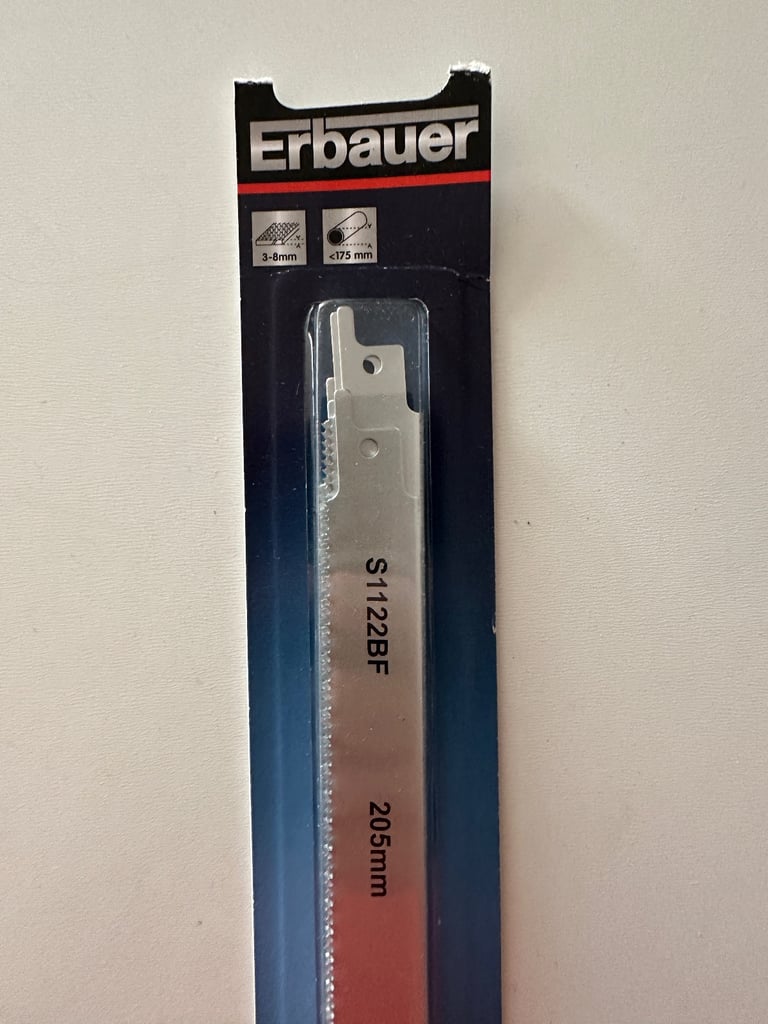 Erbauer
3-8mm
<175 mm
S1122BF
205mm